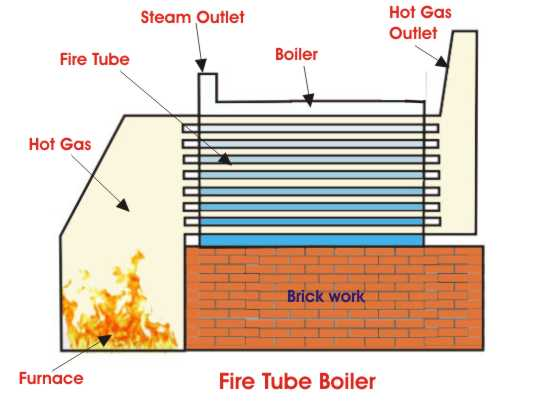 Steam Outlet
Hot Gas
Outlet
Fire Tube
Boiler
Hot Gas
Brick work
Furnace
Fire Tube Boiler